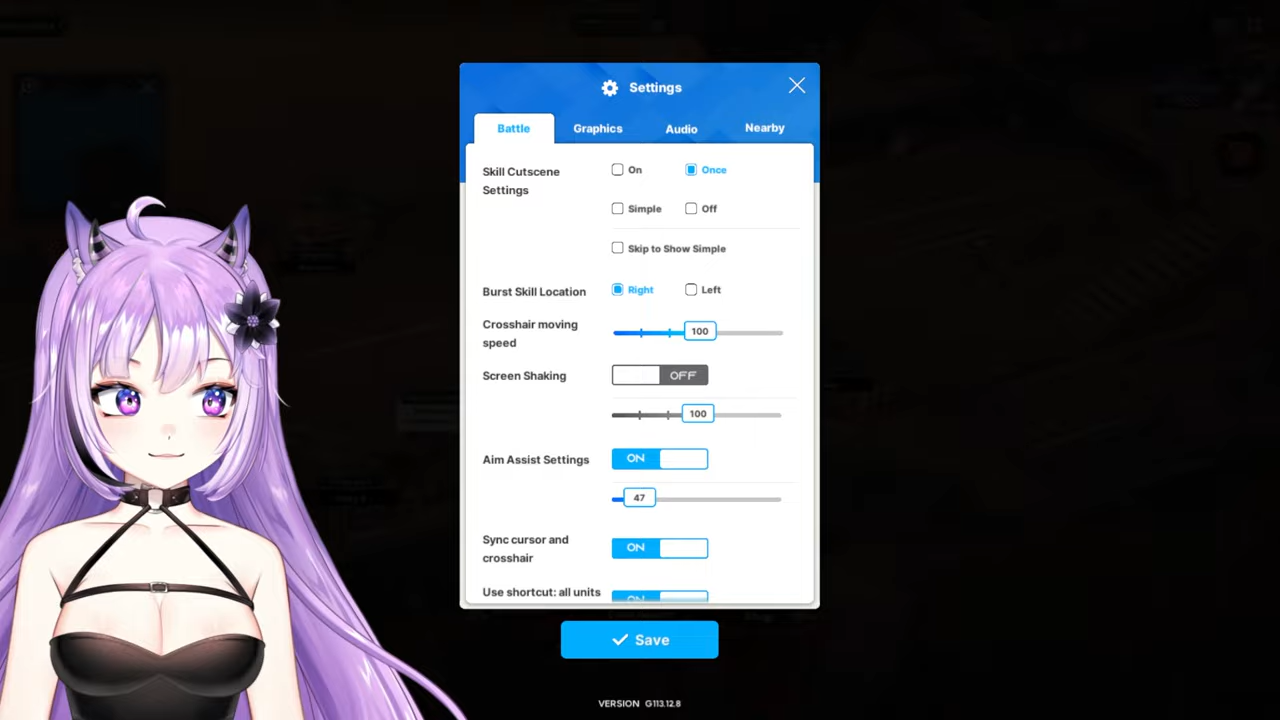 Settings
Battle
Graphics
Audio
Nearby
Skill Cutscene
Settings
On
Once
Simple
Off
Skip to Show Simple
Burst Skill Location
Right
Left
Crosshair moving
speed
100
Screen Shaking
OFF
100
Aim Assist Settings
ON
47
Sync cursor and
crosshair
ON
Use shortcut: all units
ON
Save
VERSION G113.12.8